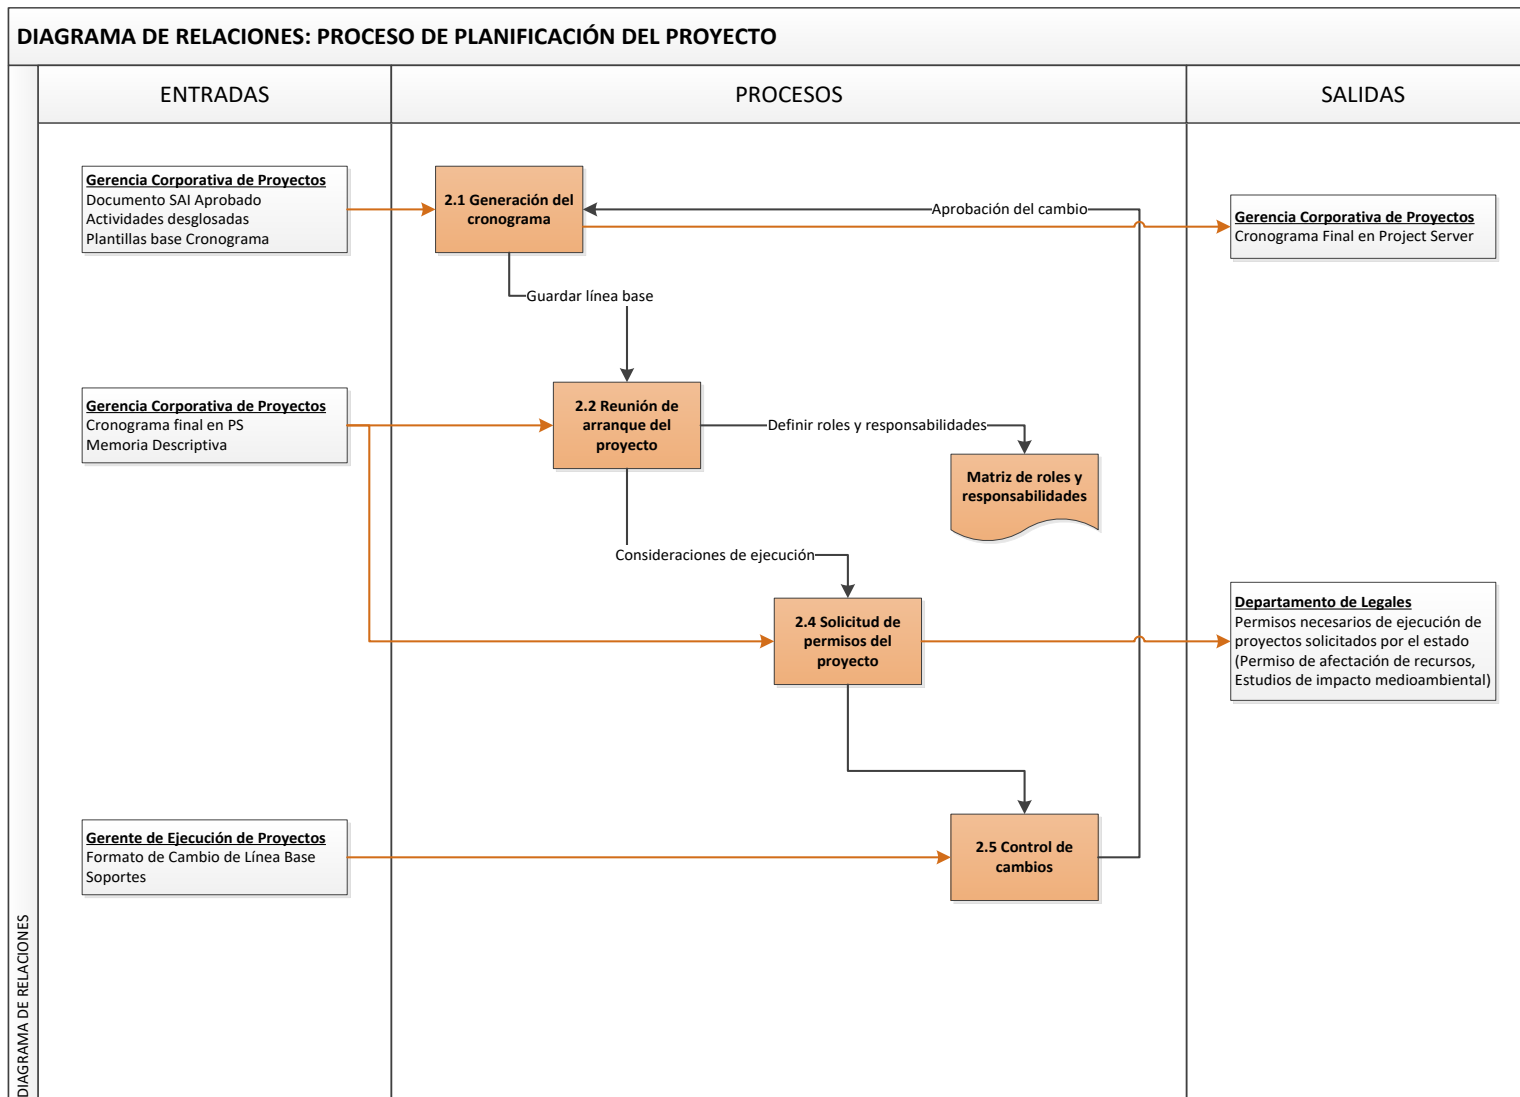 DIAGRAMA DE RELACIONES: PROCESO DE PLANIFICACIÓN DEL PROYECTO
ENTRADAS
PROCESOS
SALIDAS
Gerencia Corporativa de Proyectos
Documento SAI Aprobado
Actividades desglosadas
Plantillas base Cronograma
2.1 Generación del
cronograma
Aprobación del cambio
Gerencia Corporativa de Proyectos
Cronograma Final en Project Server
Guardar línea base
Gerencia Corporativa de Proyectos
Cronograma final en PS
Memoria Descriptiva
2.2 Reunión de
arranque del
proyecto
Definir roles y responsabilidades
Matriz de roles y
responsabilidades
Consideraciones de ejecución
2.4 Solicitud de
permisos del
proyecto
Departamento de Legales
Permisos necesarios de ejecución de
proyectos solicitados por el estado
(Permiso de afectación de recursos,
Estudios de impacto medioambiental)
Gerente de Ejecución de Proyectos
Formato de Cambio de Línea Base
Soportes
2.5 Control de
cambios
DIAGRAMA DE RELACIONES